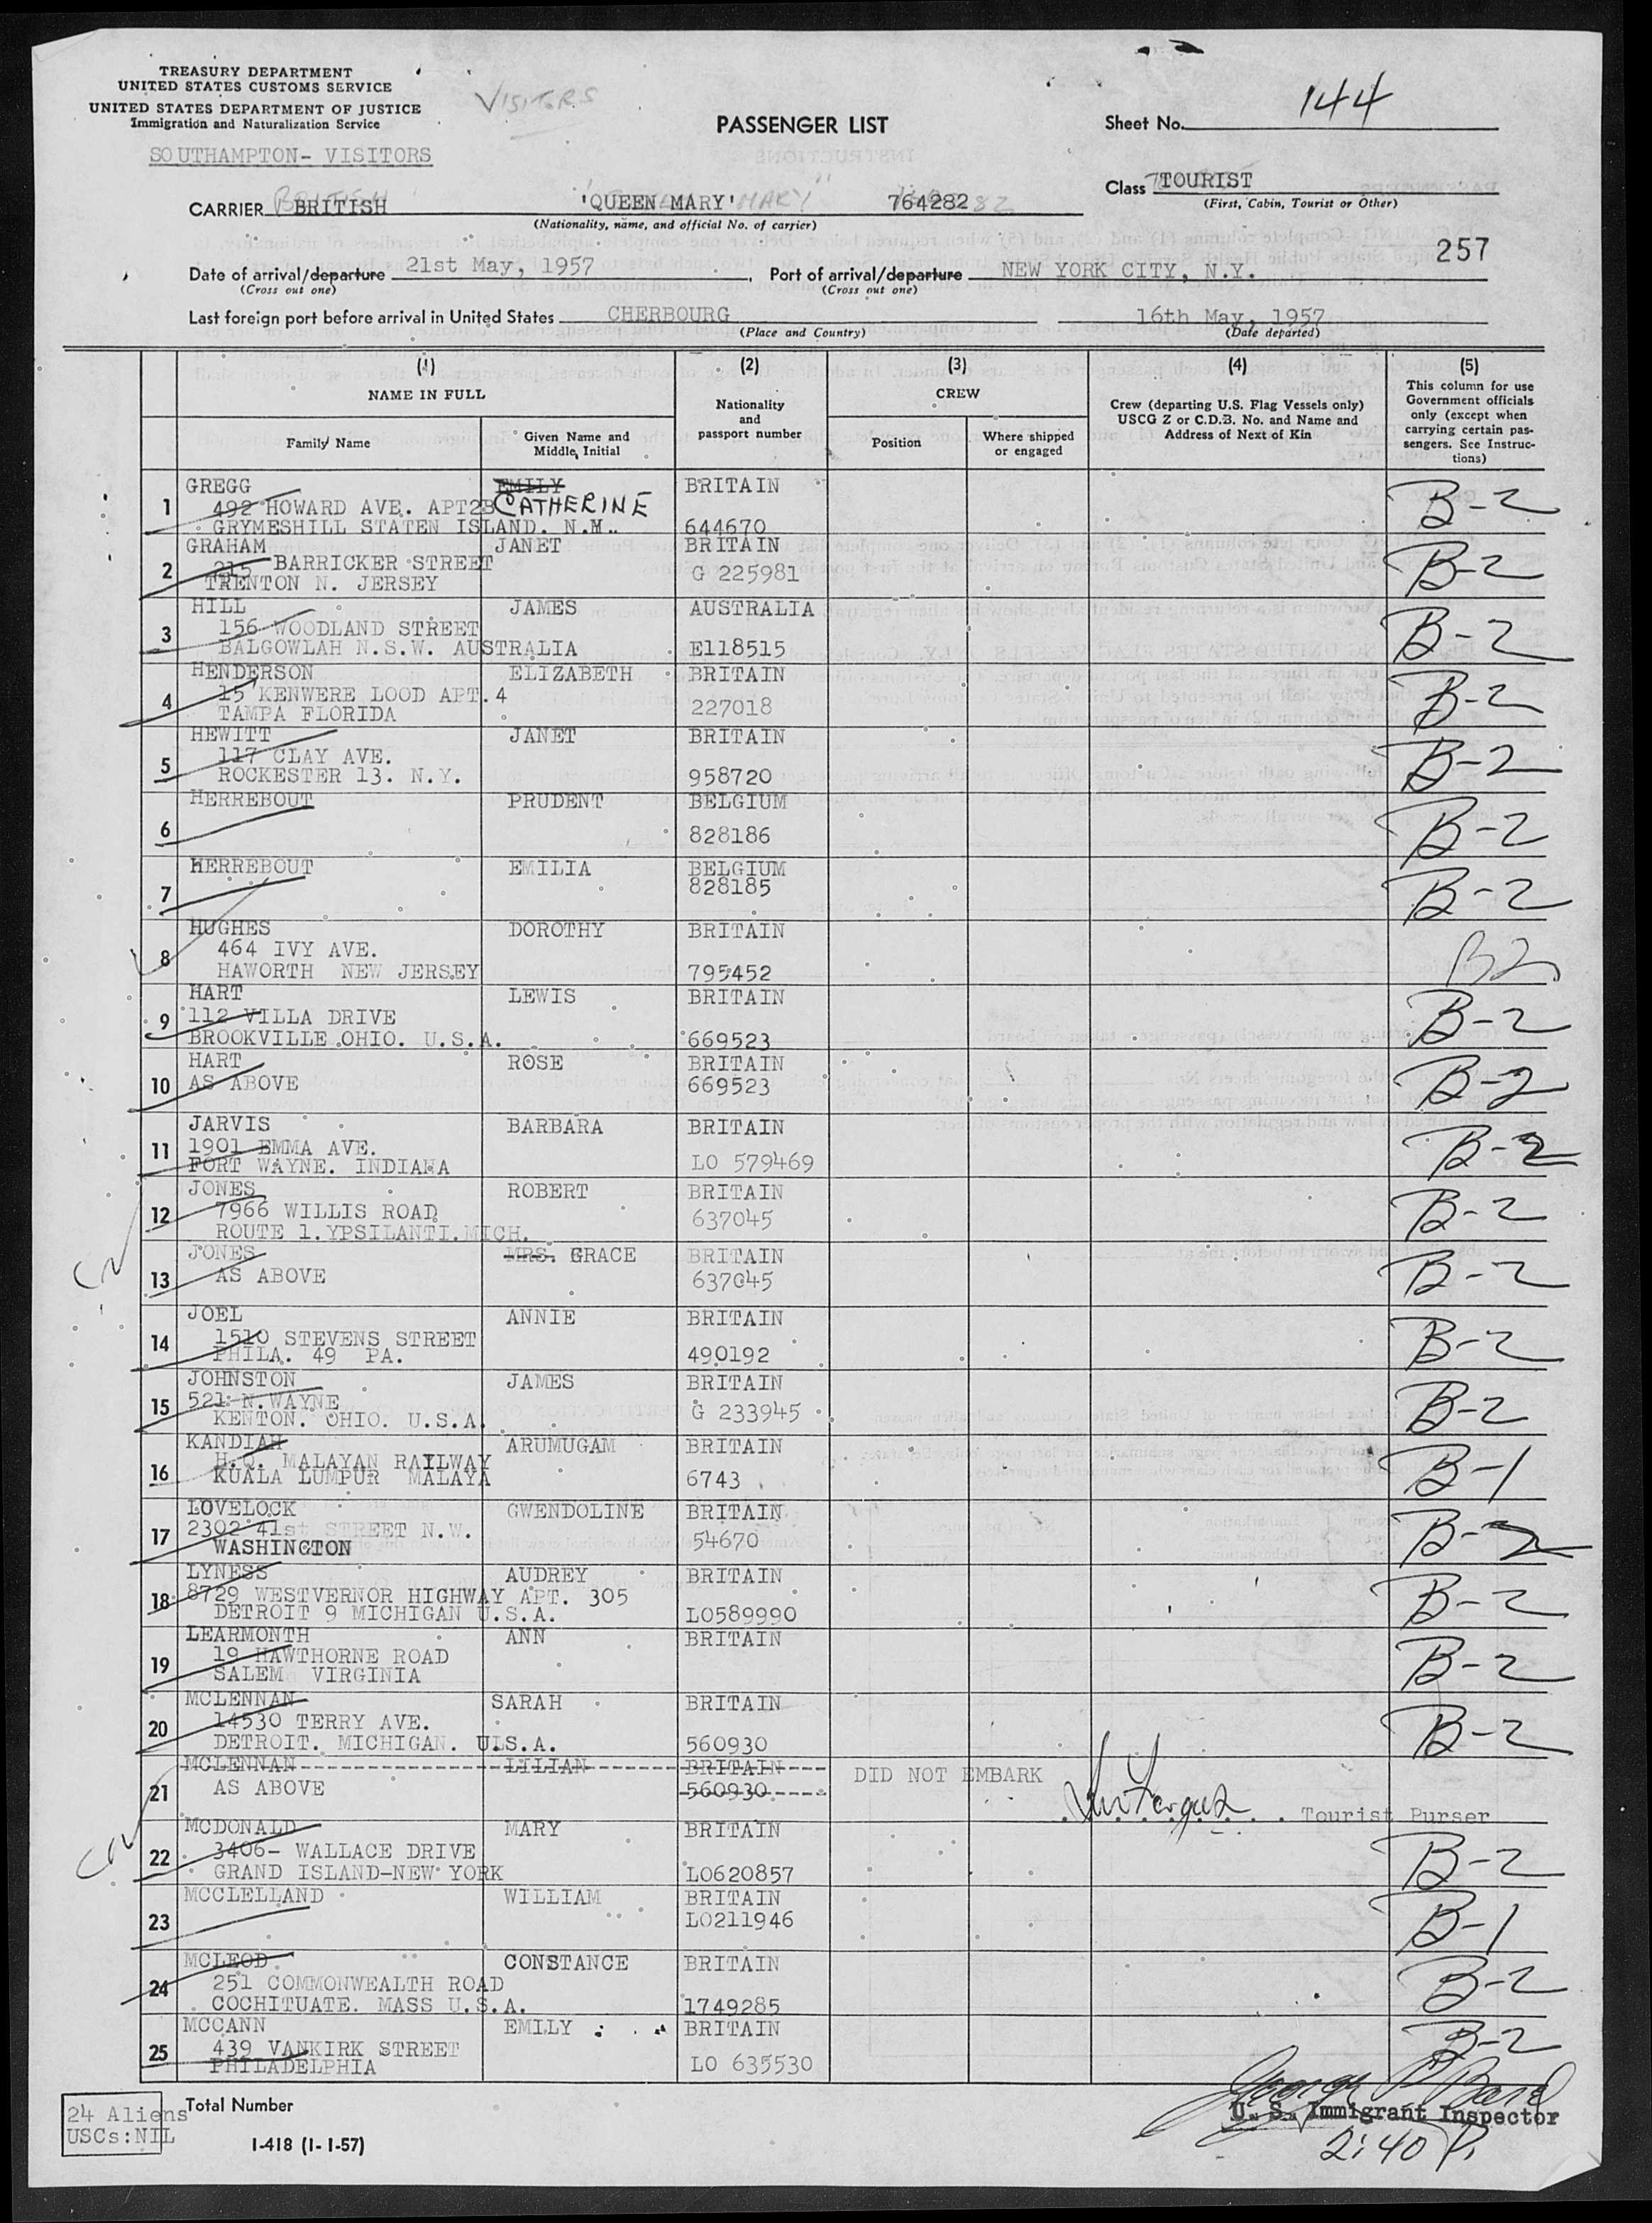 TREASURY DEPARTMENT
UNITED STATES CUSTOMS SERVICE
UNITED STATES DEPARTMENT OF JUSTICE
Immigration and Naturalization Service
VISITORS
SOUTHAMPTON- VISITORS
PASSENGER LIST
Sheet No. 144
Class TOURIST
(First, Cabin, Tourist or Other)
CARRIER BRITISH 'QUEEN MARY' 764282
(Nationality, name, and official No. of carrier)
257
Date of arrival/departure 21st May, 1957, Port of arrival/departure NEW YORK CITY, N.Y.
(Cross out one) (Cross out one)
Last foreign port before arrival in United States CHERBOURG 16th May, 1957
(Place and Country) (Date departed)
(1) (2) (3) (4) (5)
NAME IN FULL
Family Name
Given Name and Middle Initial
Nationality and passport number
CREW
Position
Where shipped or engaged
Crew (departing U.S. Flag Vessels only)
USCG Z or C.D.B. No. and Name and
Address of Next of Kin
This column for use
Government officials
only (except when
carrying certain pas-
sengers. See Instruc-
tions)
1 GREGG EMILY BRITAIN B-2
492 HOWARD AVE. APT2B CATHERINE
GRYMESHILL STATEN ISLAND. N.M.. 644670
2 GRAHAM JANET BRITAIN B-2
215 BARRICKER STREET G 225981
TRENTON N. JERSEY
3 HILL JAMES AUSTRALIA B-2
156 WOODLAND STREET
BALGOWLAH N.S.W. AUSTRALIA E118515
4 HENDERSON ELIZABETH BRITAIN B-2
15 KENWERE LOOD APT.4 227018
TAMPA FLORIDA
5 HEWITT JANET BRITAIN B-2
117 CLAY AVE.
ROCKESTER 13. N.Y. 958720
6 HERREBOUT PRUDENT BELGIUM B-2
828186
7 HERREBOUT EMILIA BELGIUM B-2
828185
8 HUGHES DOROTHY BRITAIN B2
464 IVY AVE.
HAWORTH NEW JERSEY 795452
9 HART LEWIS BRITAIN B-2
112 VILLA DRIVE
BROOKVILLE OHIO. U.S.A. 669523
10 HART ROSE BRITAIN B-2
AS ABOVE 669523
11 JARVIS BARBARA BRITAIN B-2
1901 EMMA AVE.
FORT WAYNE. INDIANA LO 579469
12 JONES ROBERT BRITAIN B-2
7966 WILLIS ROAD 637045
ROUTE 1. YPSILANTI. MICH.
13 JONES MRS. GRACE BRITAIN B-2
AS ABOVE 637045
14 JOEL ANNIE BRITAIN B-2
1510 STEVENS STREET
PHILA. 49 PA. 490192
15 JOHNSTON JAMES BRITAIN B-2
521 N. WAYNE G 233945
KENTON. OHIO. U.S.A.
16 KANDIAH ARUMUGAM BRITAIN B-1
H.Q. MALAYAN RAILWAY
KUALA LUMPUR MALAYA 6743
17 LOVELOCK GWENDOLINE BRITAIN B-2
2302 41st STREET N.W. 54670
WASHINGTON
18 LYNESS AUDREY BRITAIN B-2
8729 WESTVERNOR HIGHWAY APT. 305
DETROIT 9 MICHIGAN U.S.A. LO589990
19 LEARMONTH ANN BRITAIN B-2
19 HAWTHORNE ROAD
SALEM VIRGINIA
20 MCLENNAN SARAH BRITAIN B-2
14530 TERRY AVE.
DETROIT. MICHIGAN. U.S.A. 560930
21 MCLENNAN LILIAN BRITAIN
AS ABOVE 560930 DID NOT EMBARK
Tourist Purser
22 MCDONALD MARY BRITAIN B-2
3406- WALLACE DRIVE
GRAND ISLAND-NEW YORK LO620857
23 MCCLELLAND WILLIAM BRITAIN B-1
LO211946
24 MCLEOD CONSTANCE BRITAIN B-2
251 COMMONWEALTH ROAD
COCHITUATE. MASS U.S.A. 1749285
25 MCCANN EMILY BRITAIN B-2
439 VANKIRK STREET LO 635530
PHILADELPHIA
24 Aliens
USCs:NIL
Total Number
I-418 (1-1-57)
U. S. Immigrant Inspector
2:40 P.